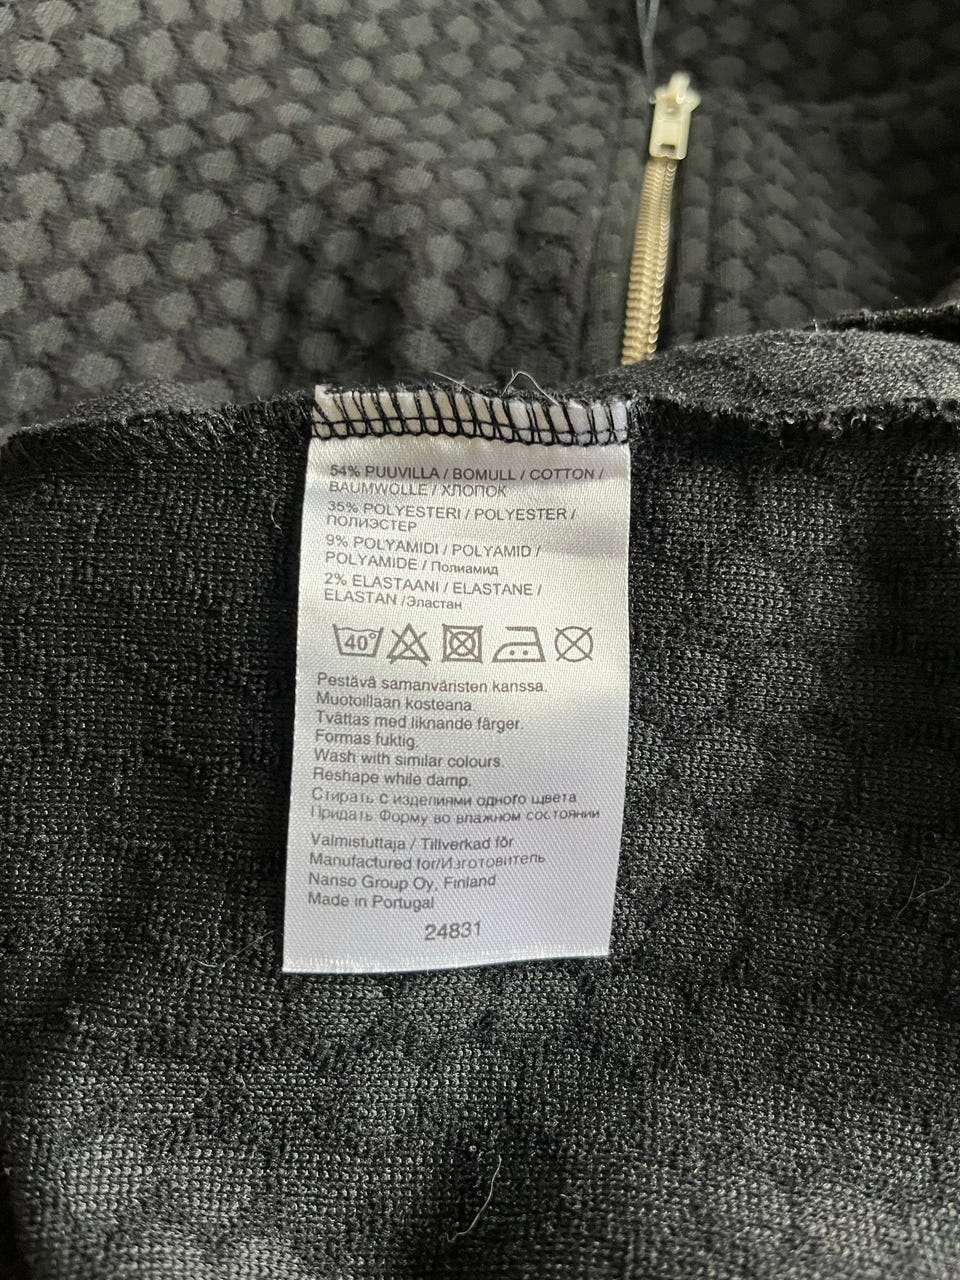 54% PUUVILLA / BOMULL / COTTON /
BAUMWOLLE / ХЛОПОК
35% POLYESTERI / POLYESTER /
ПОЛИЭСТЕР
9% POLYAMIDI / POLYAMID /
POLYAMIDE / Полиамид
2% ELASTAANI / ELASTANE /
ELASTAN /Эластан
40°
Pestävä samanväristen kanssa.
Muotoillaan kosteana.
Tvättas med liknande färger.
Formas fuktig.
Wash with similar colours.
Reshape while damp.
Стирать с изделиями одного цвета
Придать Форму во влажном состоянии
Valmistuttaja / Tillverkad för
Manufactured for/Изготовитель
Nanso Group Oy, Finland
Made in Portugal
24831